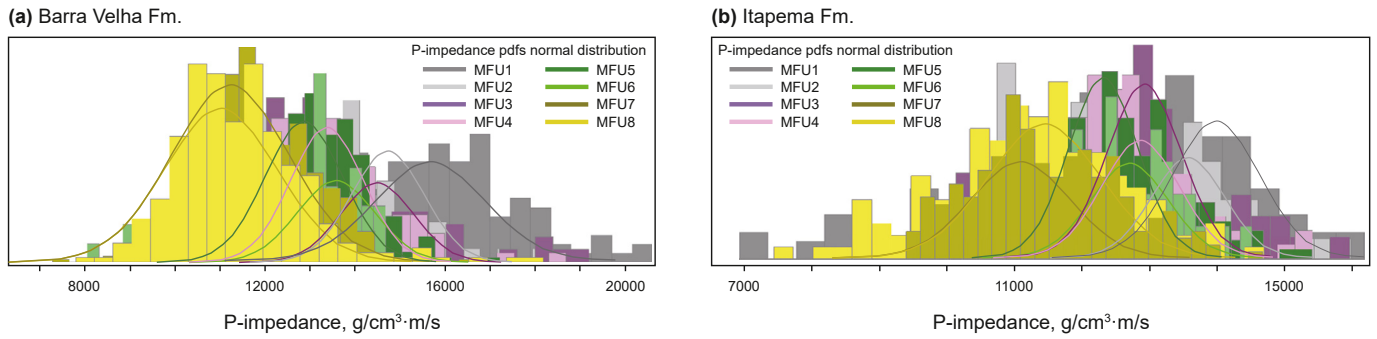 (a) Barra Velha Fm.
P-impedance pdfs normal distribution
MFU1 MFU5
MFU2 MFU6
MFU3 MFU7
MFU4 MFU8
8000 12000 16000 20000
P-impedance, g/cm³·m/s
(b) Itapema Fm.
P-impedance pdfs normal distribution
MFU1 MFU5
MFU2 MFU6
MFU3 MFU7
MFU4 MFU8
7000 11000 15000
P-impedance, g/cm³·m/s